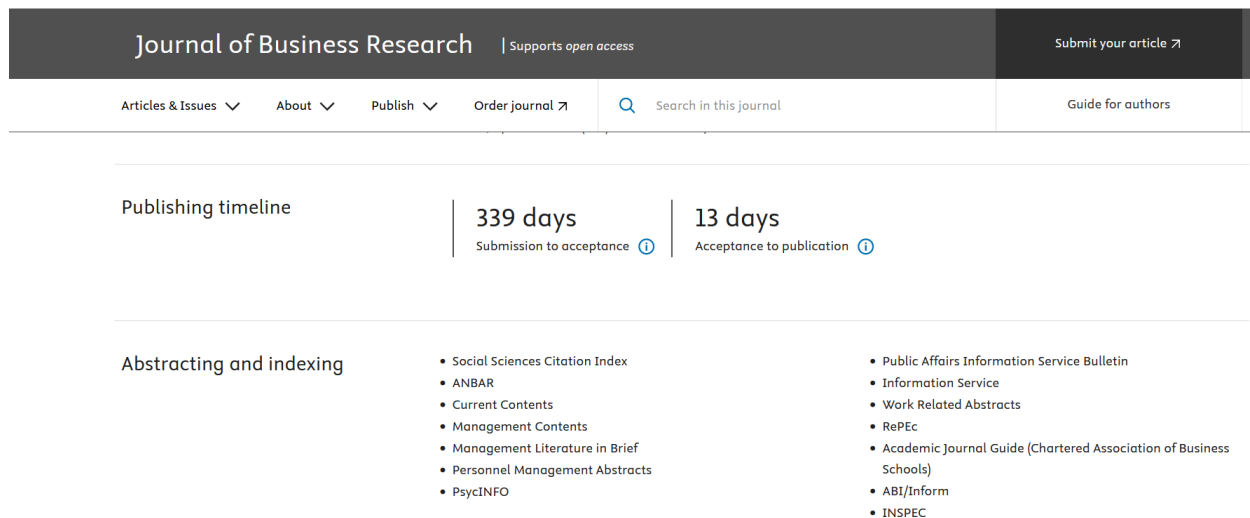 Journal of Business Research
Supports open access
Submit your article
Articles & Issues
About
Publish
Order journal
Search in this journal
Guide for authors
Publishing timeline
339 days
Submission to acceptance
13 days
Acceptance to publication
Abstracting and indexing
Social Sciences Citation Index
ANBAR
Current Contents
Management Contents
Management Literature in Brief
Personnel Management Abstracts
PsycINFO
Public Affairs Information Service Bulletin
Information Service
Work Related Abstracts
RePEc
Academic Journal Guide (Chartered Association of Business
Schools)
ABI/Inform
INSPEC